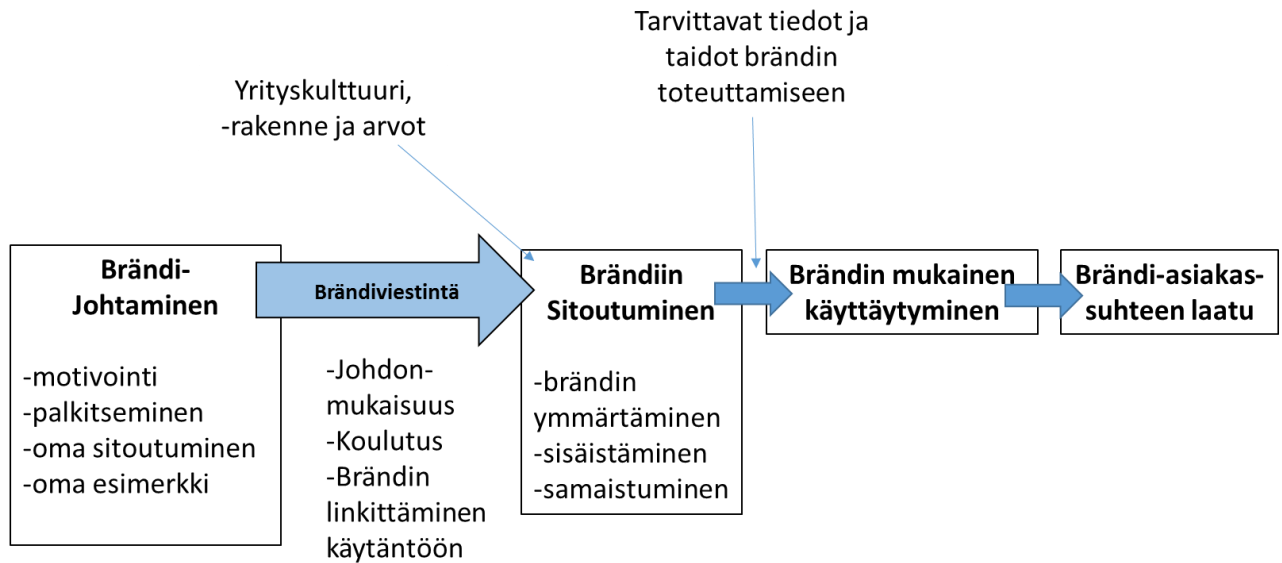 Tarvittavat tiedot ja
taidot brändin
toteuttamiseen
Yrityskulttuuri,
-rakenne ja arvot
Brändi-
Johtaminen
-motivointi
-palkitseminen
-oma sitoutuminen
-oma esimerkki
Brändiviestintä
-Johdon-
mukaisuus
-Koulutus
-Brändin
linkittäminen
käytäntöön
Brändiin
Sitoutuminen
-brändin
ymmärtäminen
-sisäistäminen
-samaistuminen
Brändin mukainen
käyttäytyminen
Brändi-asiakas-
suhteen laatu